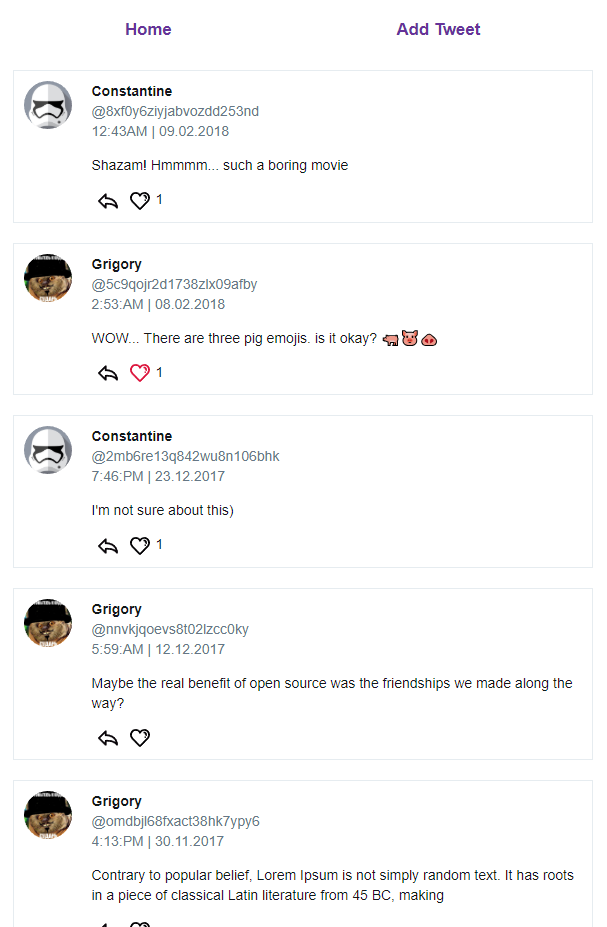 Home Add Tweet
Constantine
@8xf0y6ziyjabvozdd253nd
12:43AM | 09.02.2018
Shazam! Hmmmm... such a boring movie
1
Grigory
@5c9qojr2d1738zlx09afby
2:53:AM | 08.02.2018
WOW... There are three pig emojis. is it okay? 🐖🐷🐽
1
Constantine
@2mb6re13q842wu8n106bhk
7:46:PM | 23.12.2017
I'm not sure about this)
1
Grigory
@nnvkjqoevs8t02lzcc0ky
5:59:AM | 12.12.2017
Maybe the real benefit of open source was the friendships we made along the
way?
Grigory
@omdbjl68fxact38hk7ypy6
4:13:PM | 30.11.2017
Contrary to popular belief, Lorem Ipsum is not simply random text. It has roots
in a piece of classical Latin literature from 45 BC, making